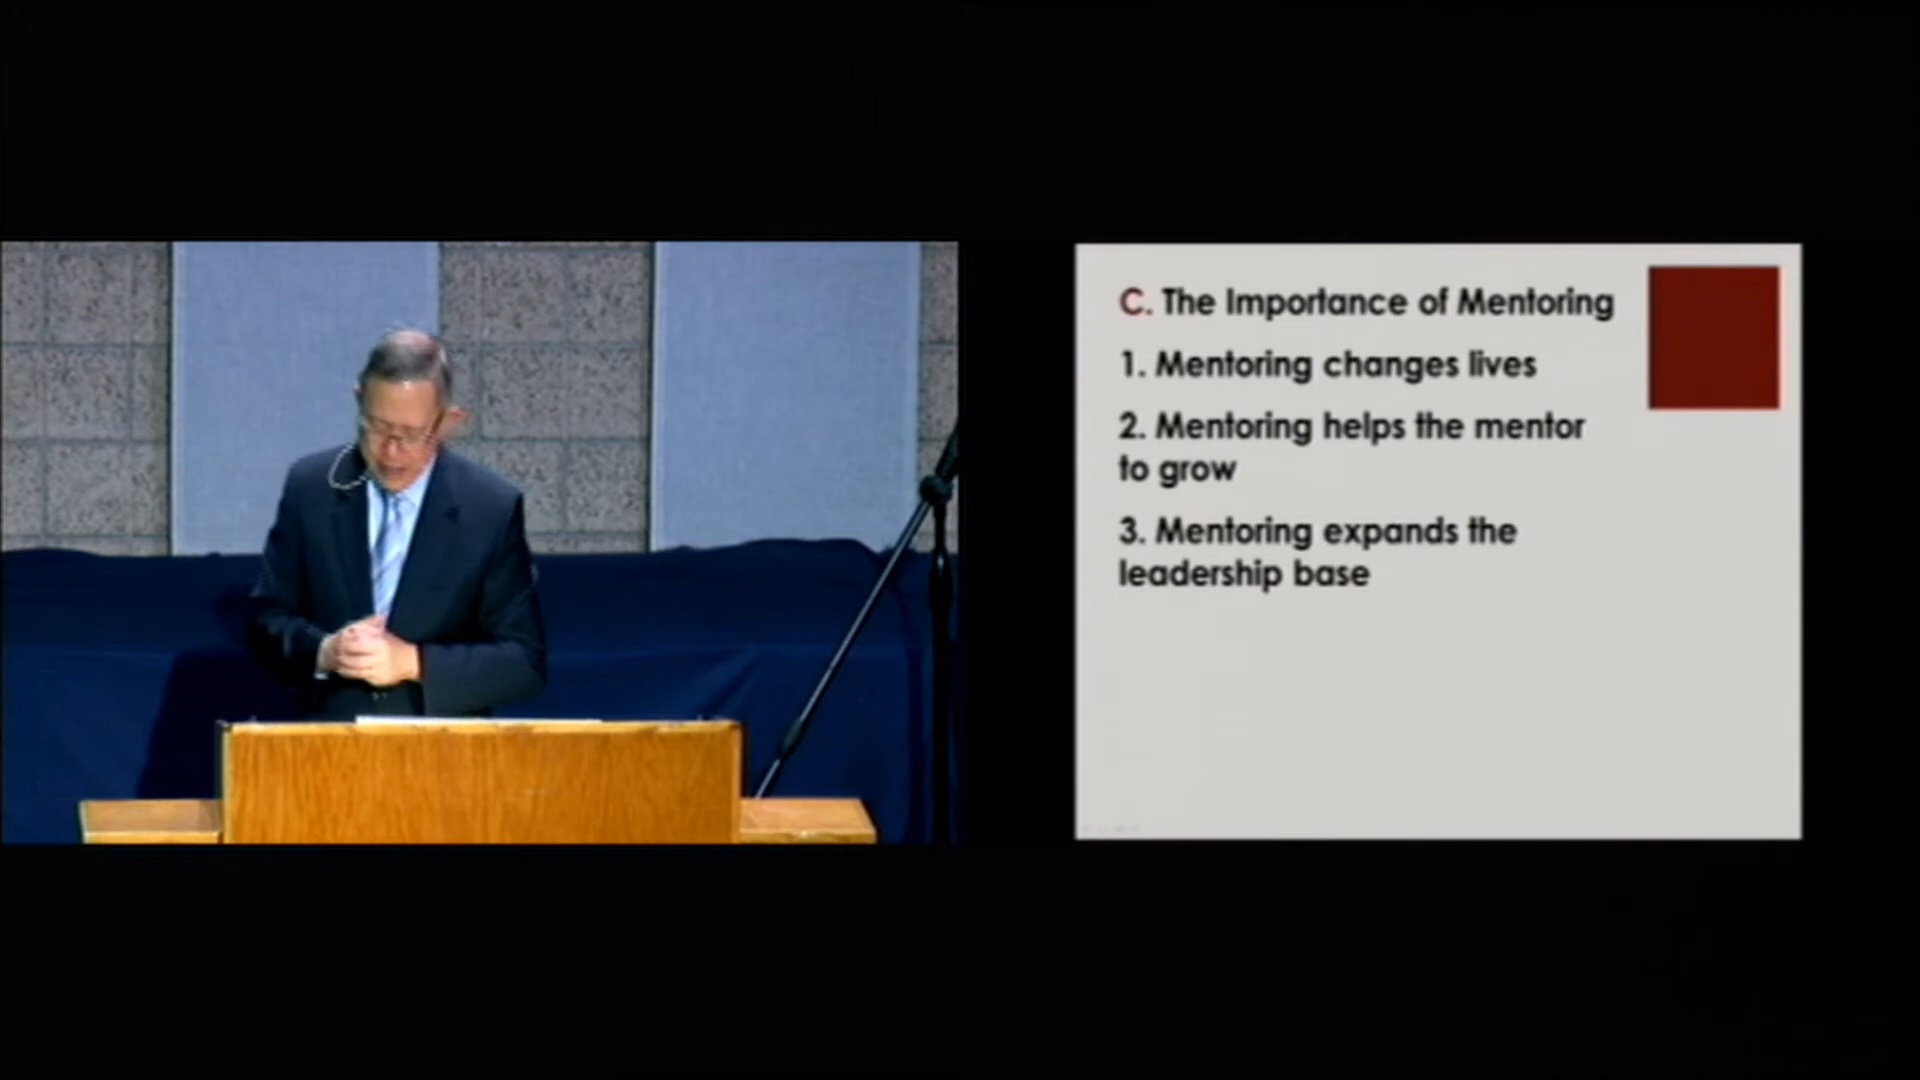 C. The Importance of Mentoring
1. Mentoring changes lives
2. Mentoring helps the mentor
to grow
3. Mentoring expands the
leadership base